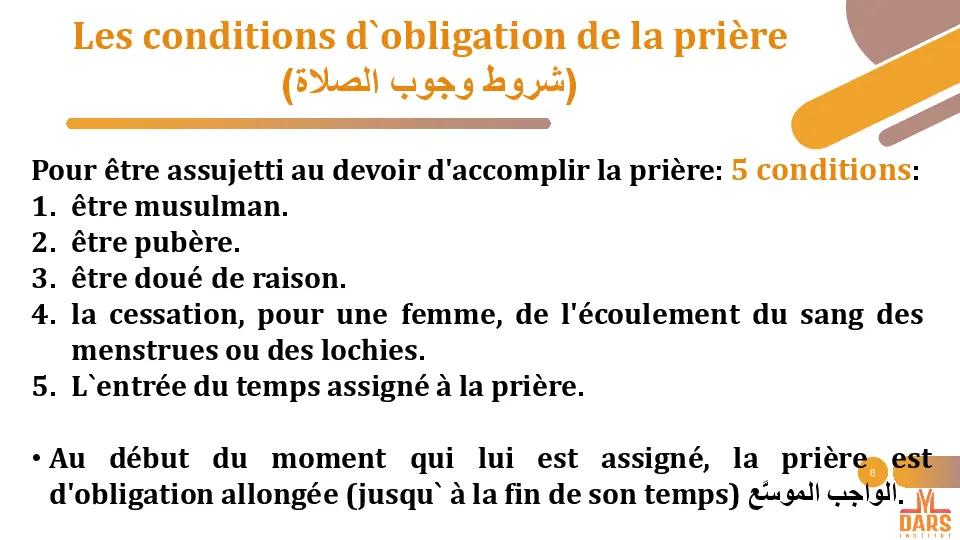 Les conditions d`obligation de la prière
(شروط وجوب الصلاة)
Pour être assujetti au devoir d'accomplir la prière: 5 conditions:
1. être musulman.
2. être pubère.
3. être doué de raison.
4. la cessation, pour une femme, de l'écoulement du sang des
menstrues ou des lochies.
5. L`entrée du temps assigné à la prière.
• Au début du moment qui lui est assigné, la prière est
d'obligation allongée (jusqu` à la fin de son temps) الواجب الموسَّع.
8
DARS
INSTITUT